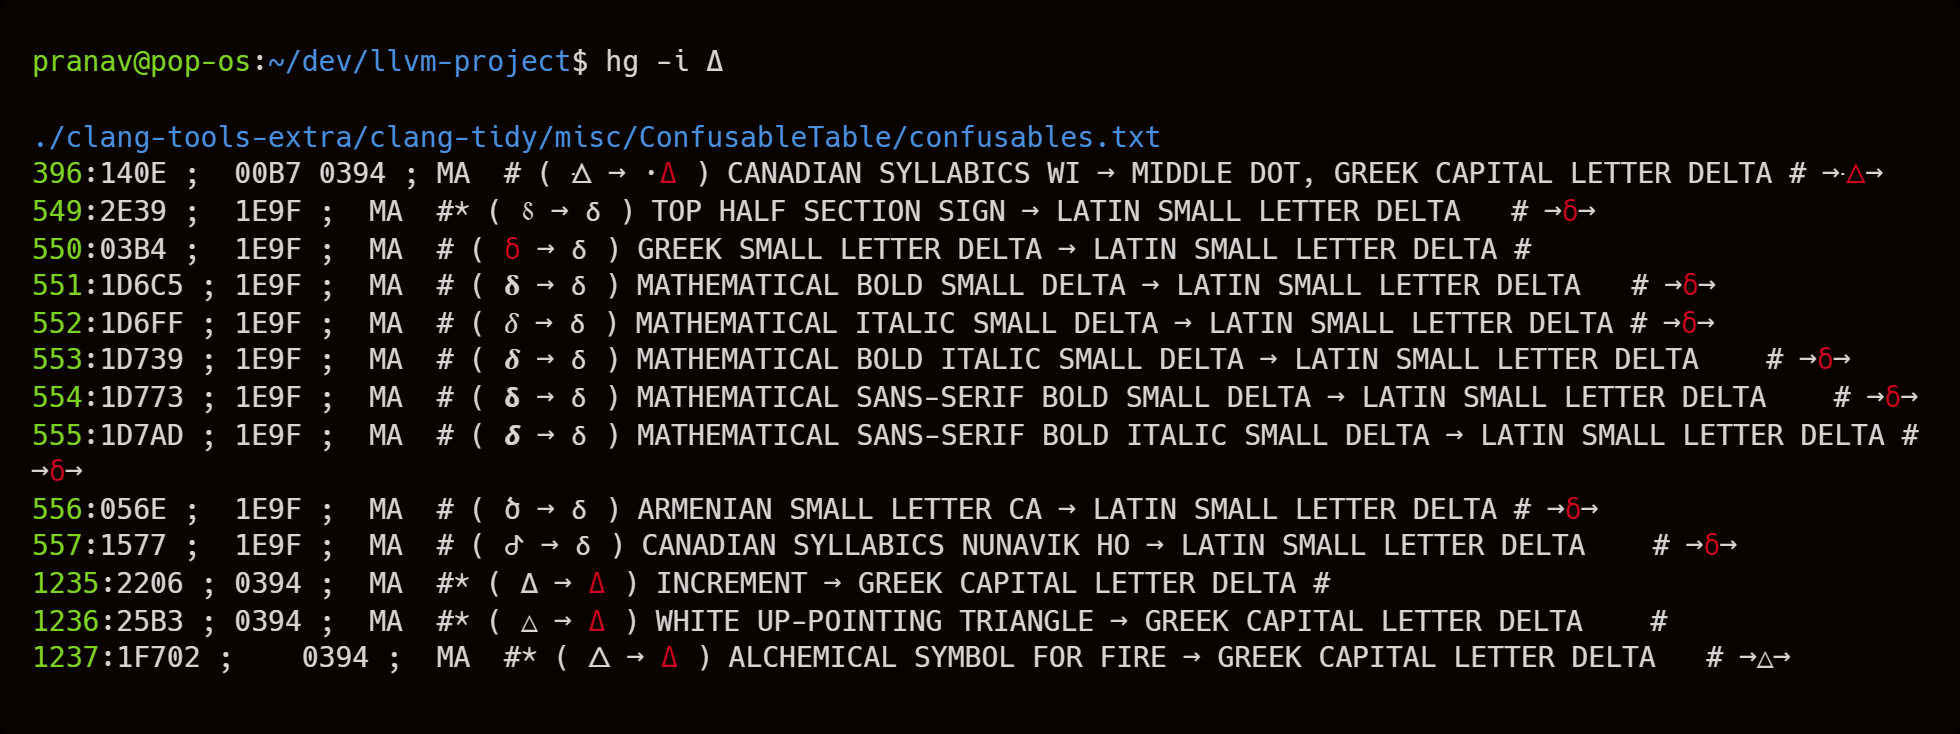 pranav@pop-os:~/dev/llvm-project$ hg -i Δ
./clang-tools-extra/clang-tidy/misc/ConfusableTable/confusables.txt
396:140E ;  00B7 0394 ; MA  # ( ᐎ → ·Δ ) CANADIAN SYLLABICS WI → MIDDLE DOT, GREEK CAPITAL LETTER DELTA # →‧Δ→
549:2E39 ;  1E9F ;  MA  #* ( ⸹ → ẟ ) TOP HALF SECTION SIGN → LATIN SMALL LETTER DELTA   # →δ→
550:03B4 ;  1E9F ;  MA  # ( δ → ẟ ) GREEK SMALL LETTER DELTA → LATIN SMALL LETTER DELTA #
551:1D6C5 ; 1E9F ;  MA  # ( 𝛅 → ẟ ) MATHEMATICAL BOLD SMALL DELTA → LATIN SMALL LETTER DELTA   # →δ→
552:1D6FF ; 1E9F ;  MA  # ( 𝛿 → ẟ ) MATHEMATICAL ITALIC SMALL DELTA → LATIN SMALL LETTER DELTA # →δ→
553:1D739 ; 1E9F ;  MA  # ( 𝜹 → ẟ ) MATHEMATICAL BOLD ITALIC SMALL DELTA → LATIN SMALL LETTER DELTA    # →δ→
554:1D773 ; 1E9F ;  MA  # ( 𝝳 → ẟ ) MATHEMATICAL SANS-SERIF BOLD SMALL DELTA → LATIN SMALL LETTER DELTA    # →δ→
555:1D7AD ; 1E9F ;  MA  # ( 𝞭 → ẟ ) MATHEMATICAL SANS-SERIF BOLD ITALIC SMALL DELTA → LATIN SMALL LETTER DELTA #
→δ→
556:056E ;  1E9F ;  MA  # ( ծ → ẟ ) ARMENIAN SMALL LETTER CA → LATIN SMALL LETTER DELTA # →δ→
557:1577 ;  1E9F ;  MA  # ( ᕷ → ẟ ) CANADIAN SYLLABICS NUNAVIK HO → LATIN SMALL LETTER DELTA    # →δ→
1235:2206 ; 0394 ;  MA  #* ( ∆ → Δ ) INCREMENT → GREEK CAPITAL LETTER DELTA #
1236:25B3 ; 0394 ;  MA  #* ( △ → Δ ) WHITE UP-POINTING TRIANGLE → GREEK CAPITAL LETTER DELTA    #
1237:1F702 ;    0394 ;  MA  #* ( 🜂 → Δ ) ALCHEMICAL SYMBOL FOR FIRE → GREEK CAPITAL LETTER DELTA   # →△→